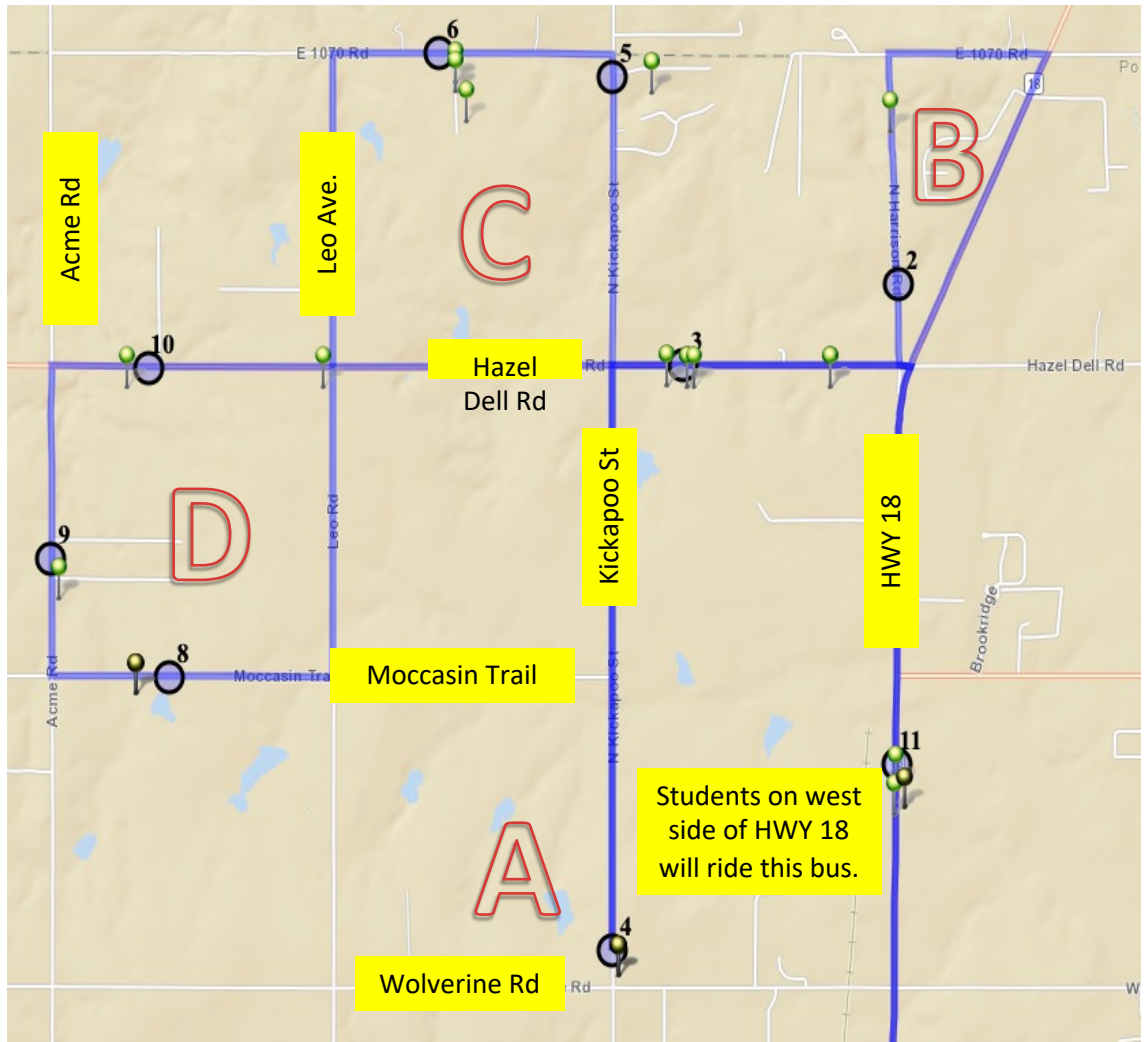 6
E 1070 Rd
5
E 1070 Rd
Po
18
B
Acme Rd
Leo Ave.
C
N Kickapoo St
N Harrison Rd
2
10
3
Hazel
Dell Rd
Rd
Hazel Dell Rd
Kickapoo St
HWY 18
D
9
Leo Rd
Brookridge
8
Moccasin Tra
Moccasin Trail
Acme Rd
N Kickapoo St
11
Students on west
side of HWY 18
will ride this bus.
A
4
Wolverine Rd
e Rd
W